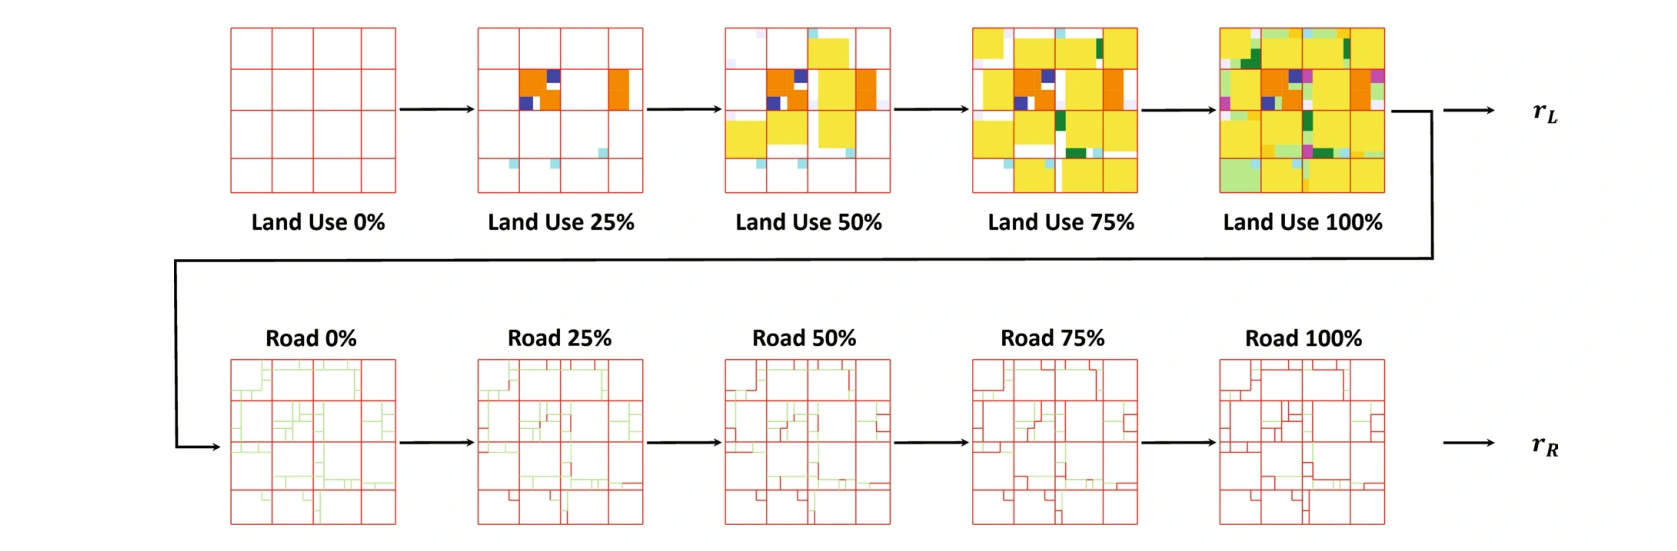 r_L
Land Use 0%
Land Use 25%
Land Use 50%
Land Use 75%
Land Use 100%
Road 0%
Road 25%
Road 50%
Road 75%
Road 100%
r_R